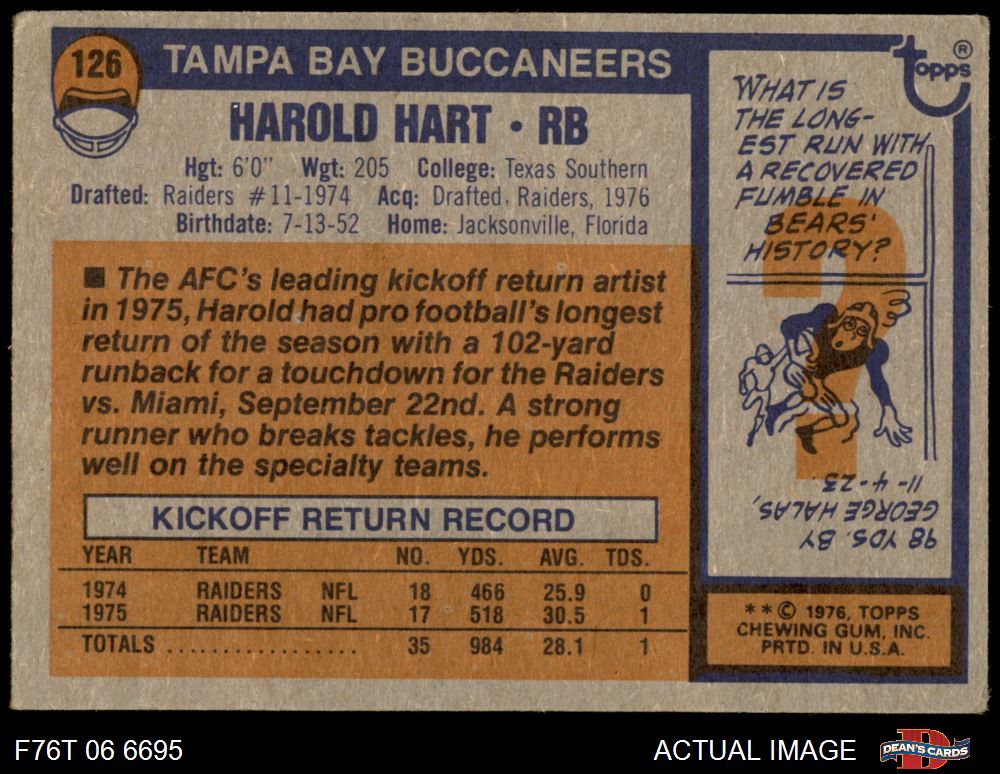 126
TAMPA BAY BUCCANEERS
HAROLD HART • RB
Hgt: 6'0" Wgt: 205 College: Texas Southern
Drafted: Raiders #11-1974 Acq: Drafted, Raiders, 1976
Birthdate: 7-13-52 Home: Jacksonville, Florida
■ The AFC's leading kickoff return artist
in 1975, Harold had pro football's longest
return of the season with a 102-yard
runback for a touchdown for the Raiders
vs. Miami, September 22nd. A strong
runner who breaks tackles, he performs
well on the specialty teams.
KICKOFF RETURN RECORD
YEAR TEAM NO. YDS. AVG. TDS.
1974 RAIDERS NFL 18 466 25.9 0
1975 RAIDERS NFL 17 518 30.5 1
TOTALS ................. 35 984 28.1 1
topps®
WHAT IS
THE LONG-
EST RUN WITH
A RECOVERED
FUMBLE IN
BEARS'
HISTORY?
98 YDS. BY
GEORGE HALAS,
11-4-23
**© 1976, TOPPS
CHEWING GUM, INC.
PRTD. IN U.S.A.
F76T 06 6695
ACTUAL IMAGE
DEAN'S CARDS